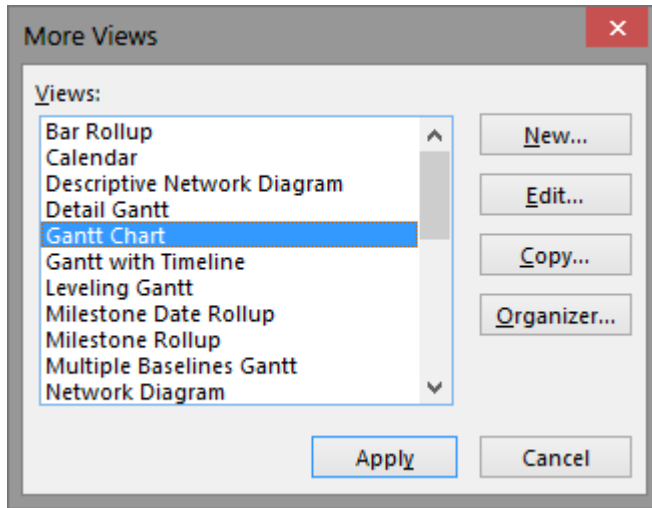 More Views
Views:
Bar Rollup
Calendar
Descriptive Network Diagram
Detail Gantt
Gantt Chart
Gantt with Timeline
Leveling Gantt
Milestone Date Rollup
Milestone Rollup
Multiple Baselines Gantt
Network Diagram
New...
Edit...
Copy...
Organizer...
Apply
Cancel